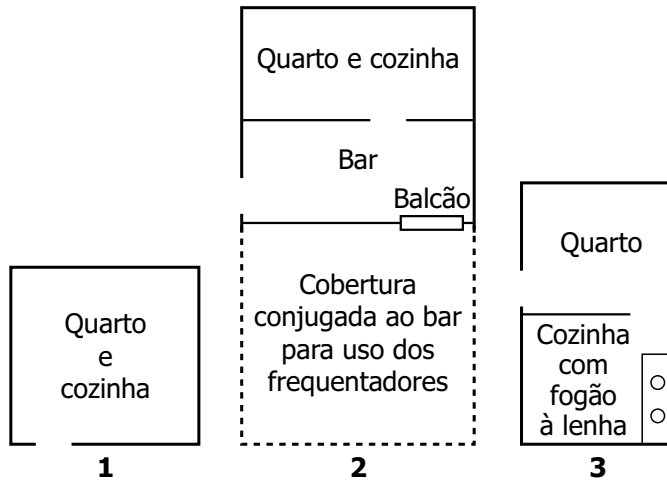 Quarto e cozinha
Bar
Balcão
Cobertura
conjugada ao bar
para uso dos
frequentadores
Quarto
e
cozinha
Quarto
Cozinha
com
fogão
à lenha
1
2
3